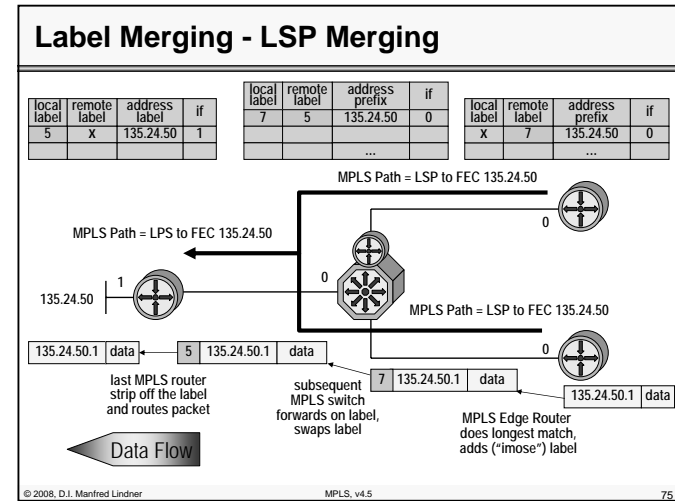 Label Merging - LSP Merging
local label remote label address label if
5 x 135.24.50 1
local label remote label address prefix if
7 5 135.24.50 0
...
local label remote label address prefix if
x 7 135.24.50 0
...
MPLS Path = LSP to FEC 135.24.50
0
MPLS Path = LPS to FEC 135.24.50
1
0
135.24.50
MPLS Path = LSP to FEC 135.24.50
0
135.24.50.1 data
5 135.24.50.1 data
7 135.24.50.1 data
135.24.50.1 data
last MPLS router
strip off the label
and routes packet
subsequent
MPLS switch
forwards on label,
swaps label
MPLS Edge Router
does longest match,
adds ("imose") label
Data Flow
© 2008, D.I. Manfred Lindner
MPLS, v4.5
75